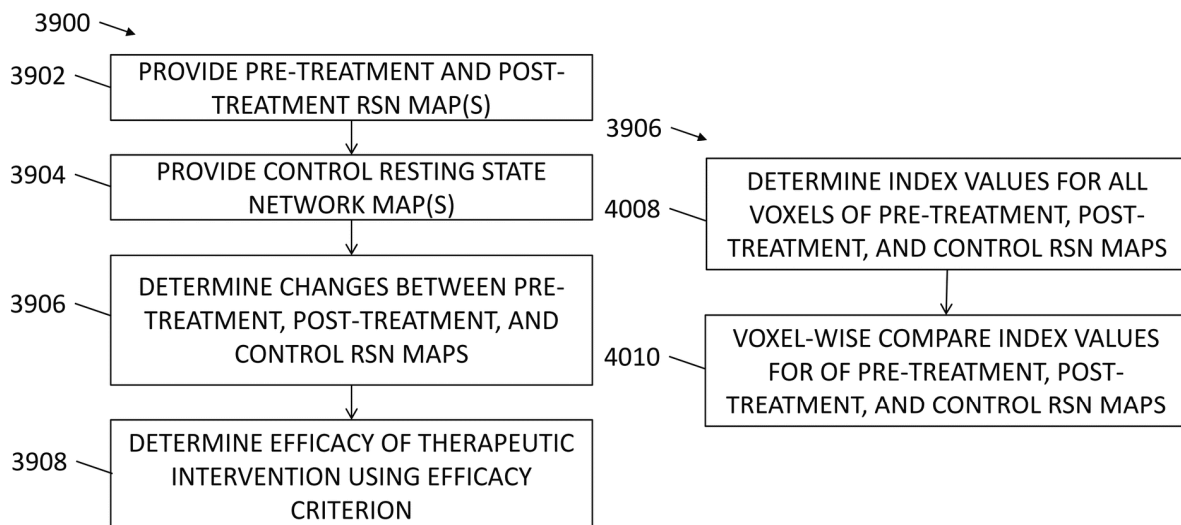 3900
3902
PROVIDE PRE-TREATMENT AND POST-
TREATMENT RSN MAP(S)
3904
PROVIDE CONTROL RESTING STATE
NETWORK MAP(S)
3906
DETERMINE CHANGES BETWEEN PRE-
TREATMENT, POST-TREATMENT, AND
CONTROL RSN MAPS
3908
DETERMINE EFFICACY OF THERAPEUTIC
INTERVENTION USING EFFICACY
CRITERION
3906
4008
DETERMINE INDEX VALUES FOR ALL
VOXELS OF PRE-TREATMENT, POST-
TREATMENT, AND CONTROL RSN MAPS
4010
VOXEL-WISE COMPARE INDEX VALUES
FOR OF PRE-TREATMENT, POST-
TREATMENT, AND CONTROL RSN MAPS